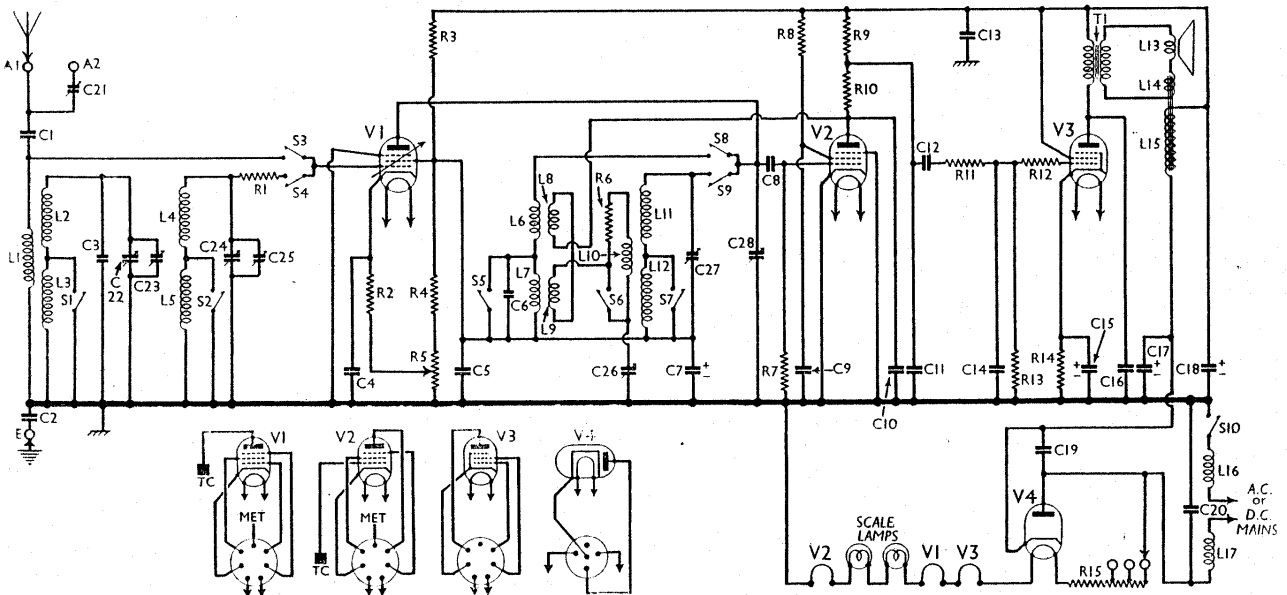 A1
A2
C21
C1
R3
R8
R9
C13
T1
L13
L14
L15
R10
S3
S4
R1
V1
S8
S9
C8
V2
C12
R11
R12
V3
L2
L1
L3
C3
C
22
C23
S1
L4
L5
C24
C25
S2
R2
R4
R5
C4
C5
S5
C6
L6
L7
L8
L9
R6
L10
S6
L11
L12
C27
S7
C28
C26
C7
+
-
R7
C9
C10
C11
C14
R13
R14
C15
+
-
C16
C17
+
-
C18
+
-
C2
E
V1
TC
MET
V2
TC
MET
V3
V4
V2
SCALE
LAMPS
V1
V3
V4
C19
R15
C20
S10
L16
L17
A.C.
or
D.C.
MAINS